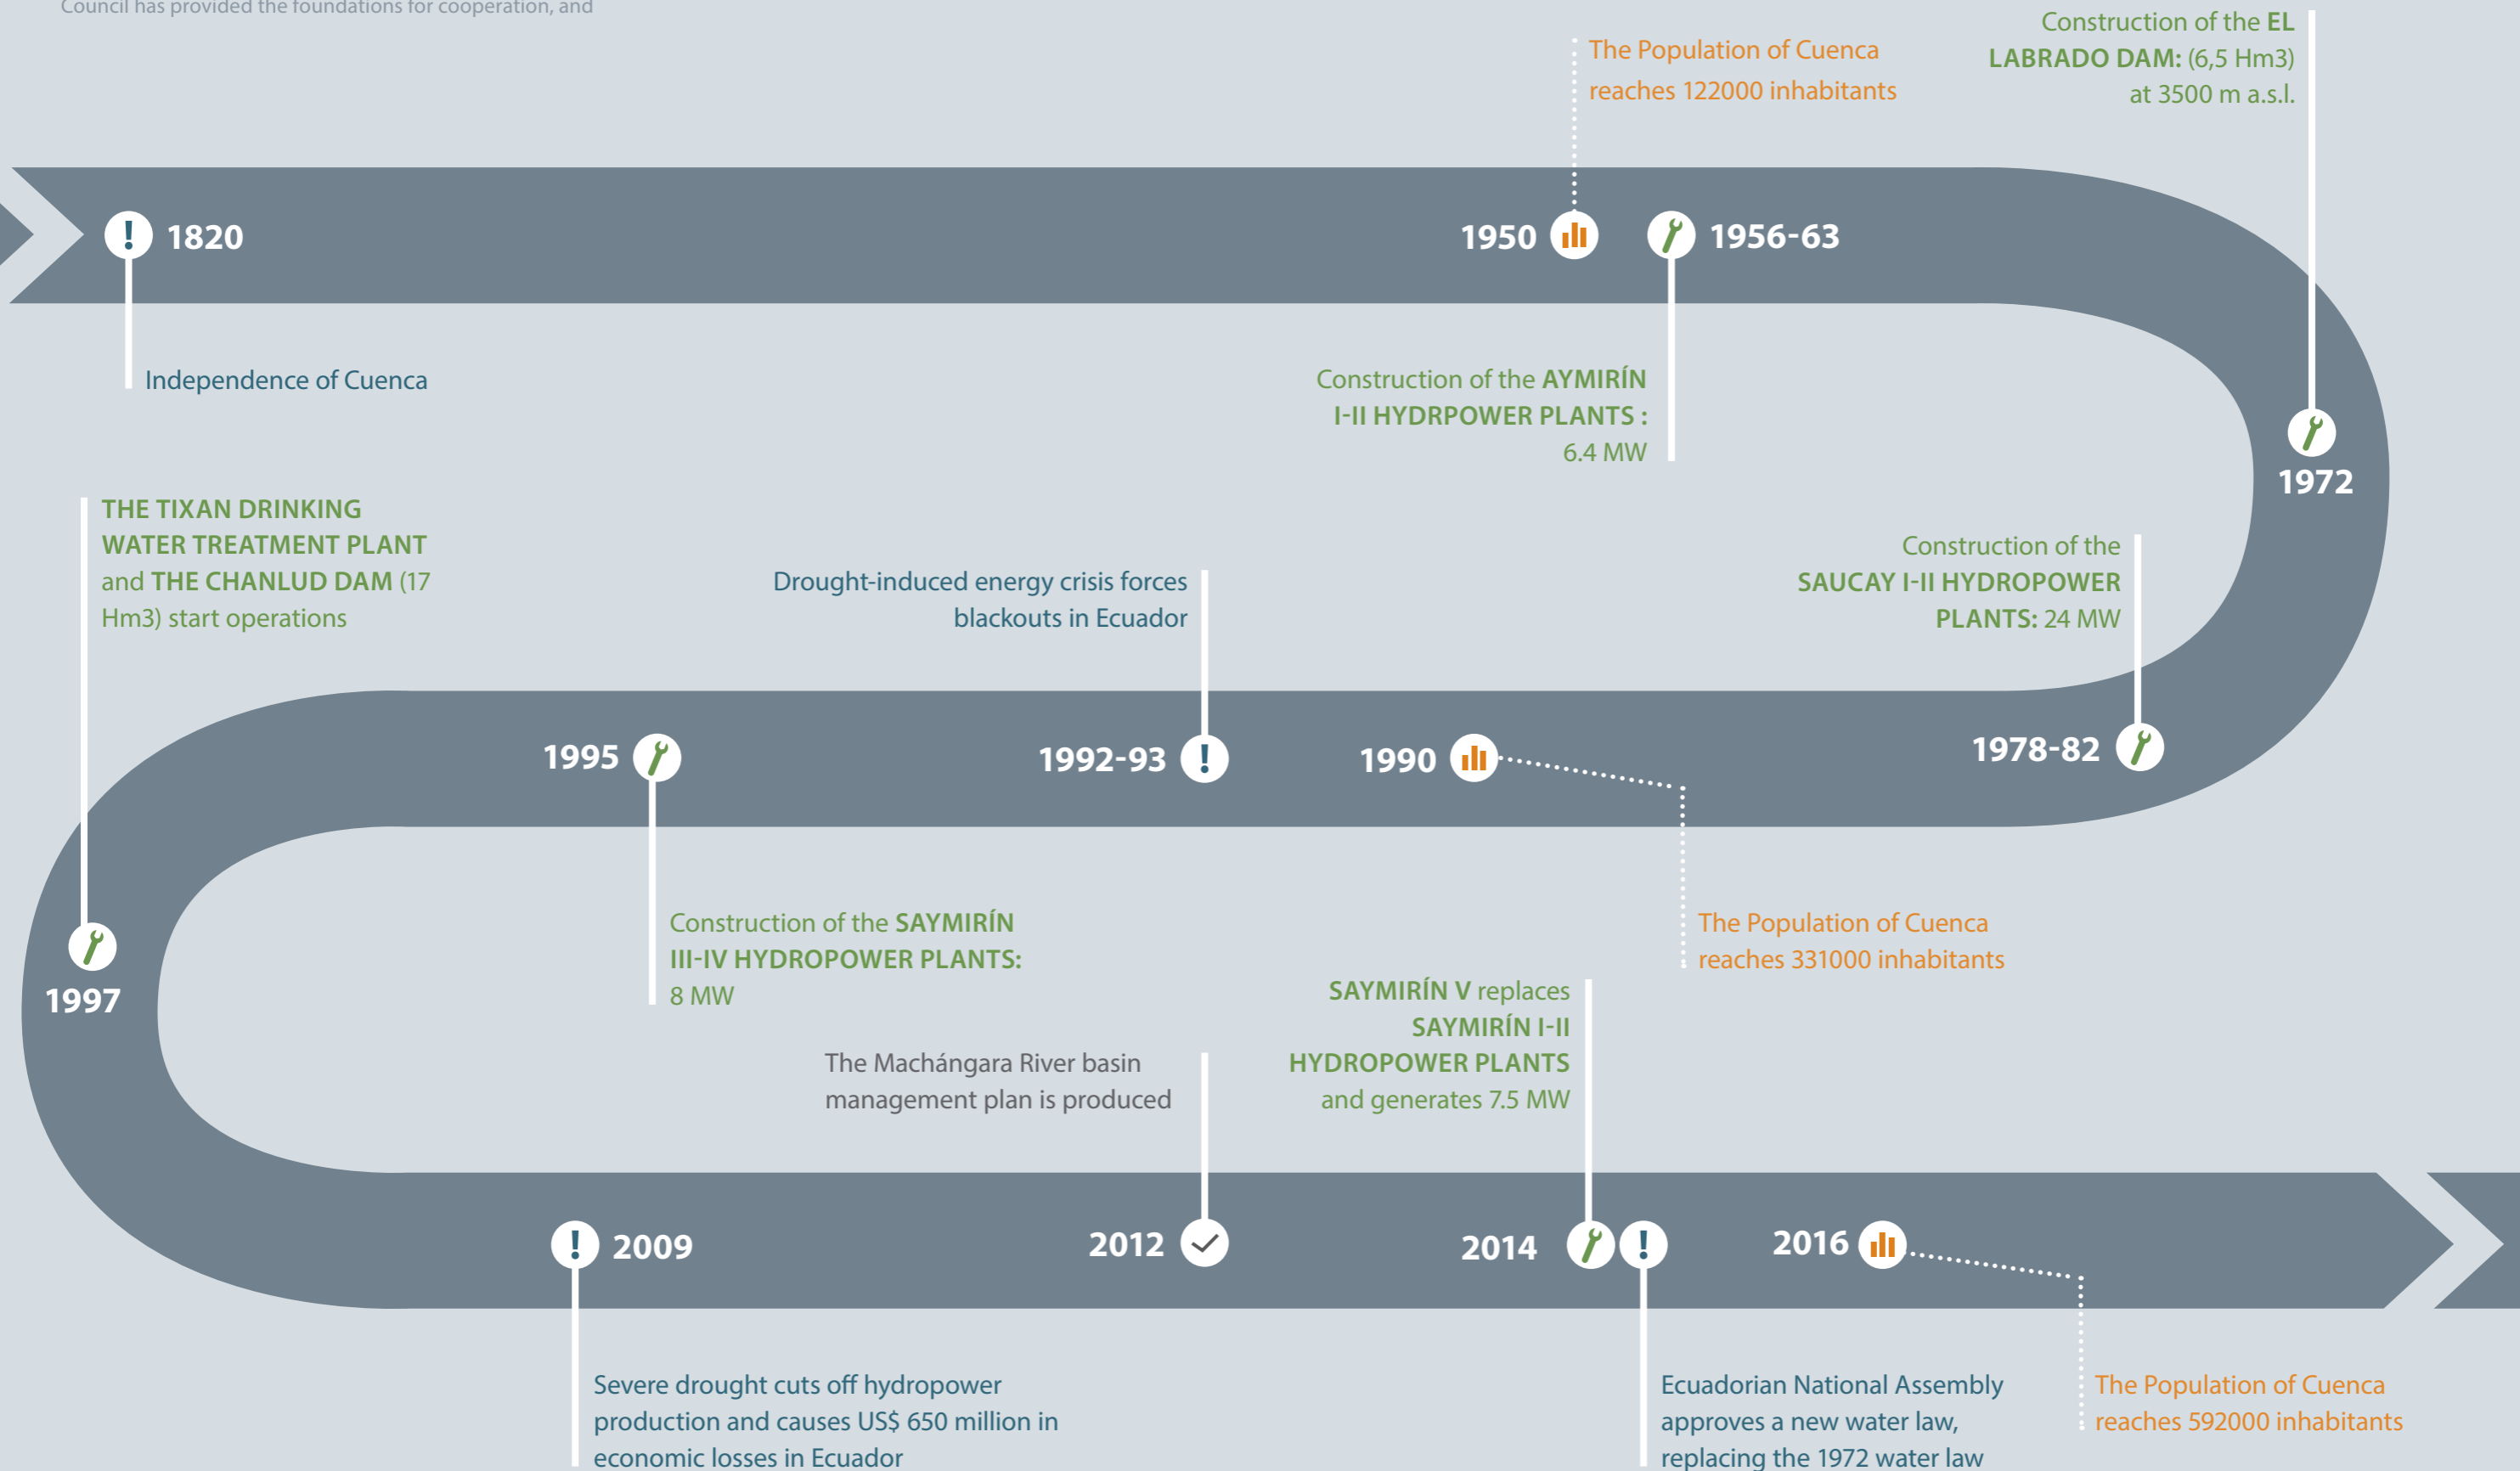 Council has provided the foundations for cooperation, and
1820
Independence of Cuenca
The Population of Cuenca
reaches 122000 inhabitants
1950
1956-63
Construction of the AYMIRÍN
I-II HYDRPOWER PLANTS :
6.4 MW
Construction of the EL
LABRADO DAM: (6,5 Hm3)
at 3500 m a.s.l.
1972
Construction of the
SAUCAY I-II HYDROPOWER
PLANTS: 24 MW
1978-82
1990
The Population of Cuenca
reaches 331000 inhabitants
Drought-induced energy crisis forces
blackouts in Ecuador
1992-93
1995
Construction of the SAYMIRÍN
III-IV HYDROPOWER PLANTS:
8 MW
THE TIXAN DRINKING
WATER TREATMENT PLANT
and THE CHANLUD DAM (17
Hm3) start operations
1997
2009
Severe drought cuts off hydropower
production and causes US$ 650 million in
economic losses in Ecuador
The Machángara River basin
management plan is produced
2012
SAYMIRÍN V replaces
SAYMIRÍN I-II
HYDROPOWER PLANTS
and generates 7.5 MW
2014
Ecuadorian National Assembly
approves a new water law,
replacing the 1972 water law
2016
The Population of Cuenca
reaches 592000 inhabitants